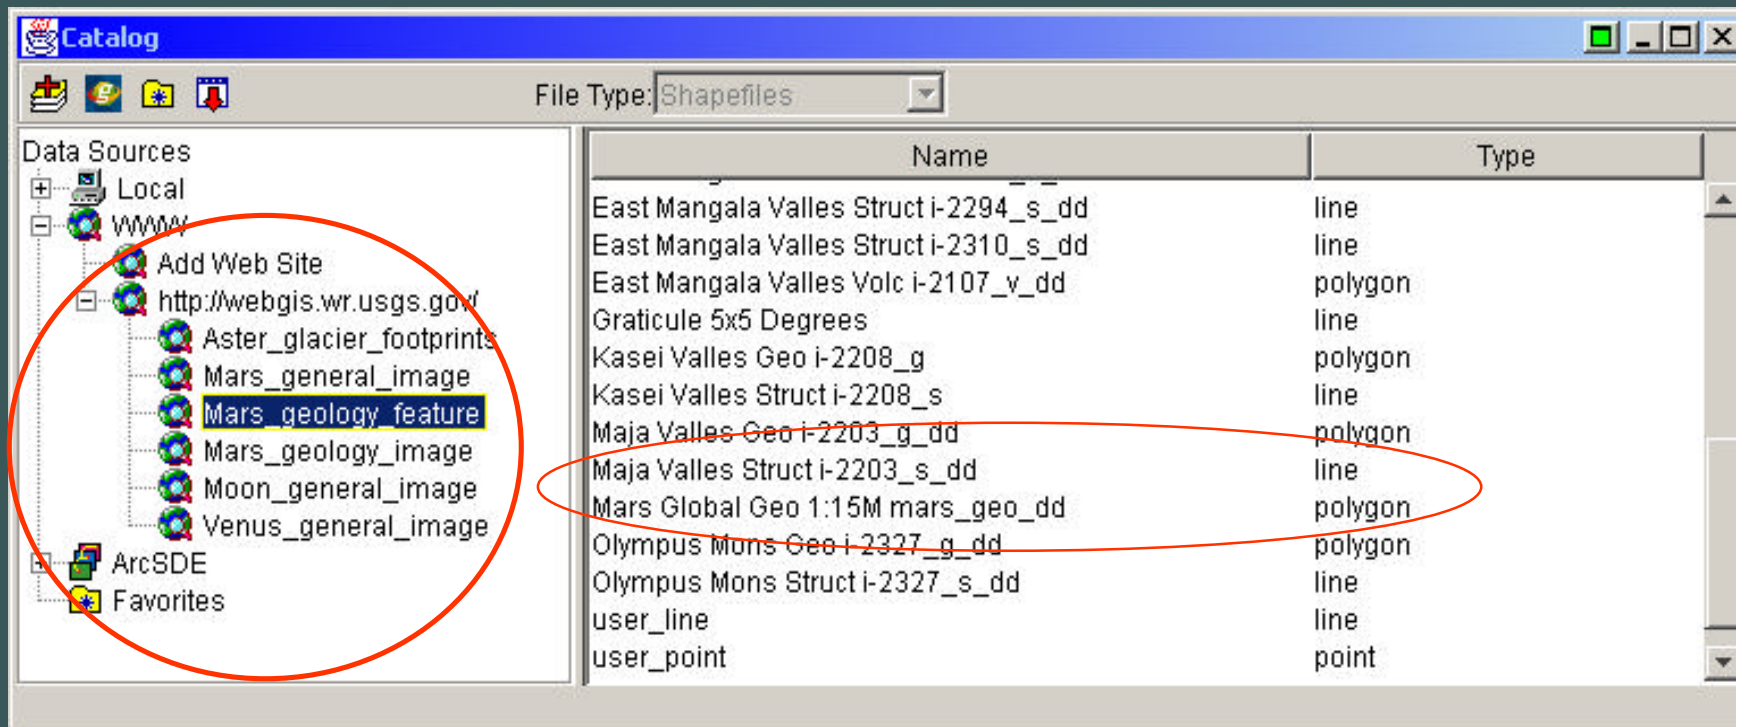 Catalog
File Type: Shapefiles
Data Sources
Local
WWW
Add Web Site
http://webgis.wr.usgs.gov/
Aster_glacier_footprints
Mars_general_image
Mars_geology_feature
Mars_geology_image
Moon_general_image
Venus_general_image
ArcSDE
Favorites
Name Type
East Mangala Valles Struct i-2294_s_dd line
East Mangala Valles Struct i-2310_s_dd line
East Mangala Valles Volc i-2107_v_dd polygon
Graticule 5x5 Degrees line
Kasei Valles Geo i-2208_g polygon
Kasei Valles Struct i-2208_s line
Maja Valles Geo i-2203_g_dd polygon
Maja Valles Struct i-2203_s_dd line
Mars Global Geo 1:15M mars_geo_dd polygon
Olympus Mons Geo i-2327_g_dd polygon
Olympus Mons Struct i-2327_s_dd line
user_line line
user_point point